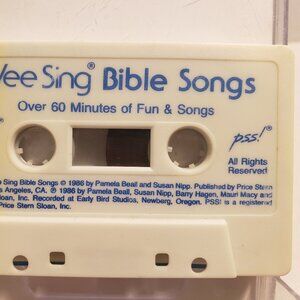 Wee Sing® Bible Songs
Over 60 Minutes of Fun & Songs
pss!®
All Rights
Reserved
e Sing Bible Songs © 1986 by Pamela Beall and Susan Nipp. Published by Price Stern
s Angeles, CA. ℗ 1986 by Pamela Beall, Susan Nipp, Barry Hagen, Mauri Macy and
loan, Inc. Recorded at Early Bird Studios, Newberg, Oregon. PSS! is a registered
Price Stern Sloan, Inc.